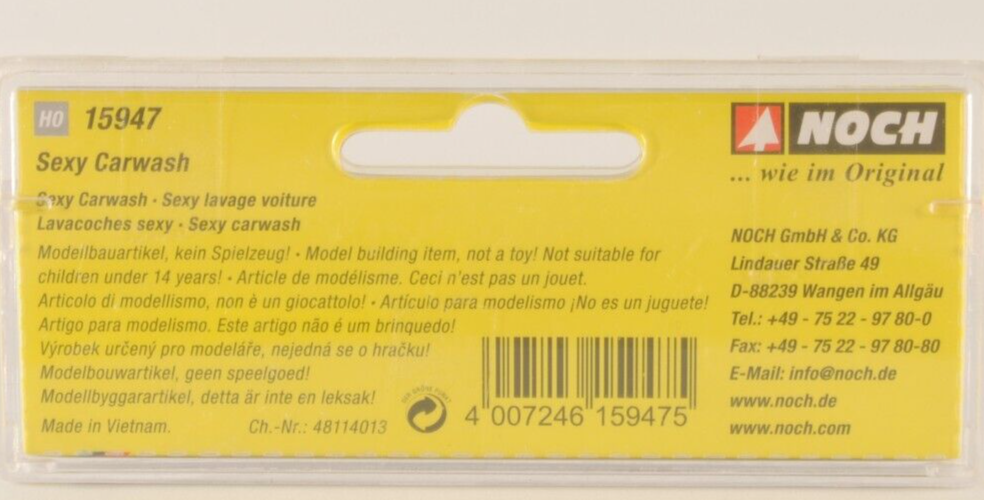 H0 15947
Sexy Carwash
Sexy Carwash · Sexy lavage voiture
Lavacoches sexy · Sexy carwash
Modellbauartikel, kein Spielzeug! · Model building item, not a toy! Not suitable for
children under 14 years! · Article de modélisme. Ceci n'est pas un jouet.
Articolo di modellismo, non è un giocattolo! · Artículo para modelismo ¡No es un juguete!
Artigo para modelismo. Este artigo não é um brinquedo!
Výrobek určený pro modeláře, nejedná se o hračku!
Modelbouwartikel, geen speelgoed!
Modellbyggarartikel, detta är inte en leksak!
Made in Vietnam. Ch.-Nr.: 48114013
DER GRÜNE PUNKT
4 007246 159475
NOCH
... wie im Original
NOCH GmbH & Co. KG
Lindauer Straße 49
D-88239 Wangen im Allgäu
Tel.: +49 - 75 22 - 97 80-0
Fax: +49 - 75 22 - 97 80-80
E-Mail: info@noch.de
www.noch.de
www.noch.com